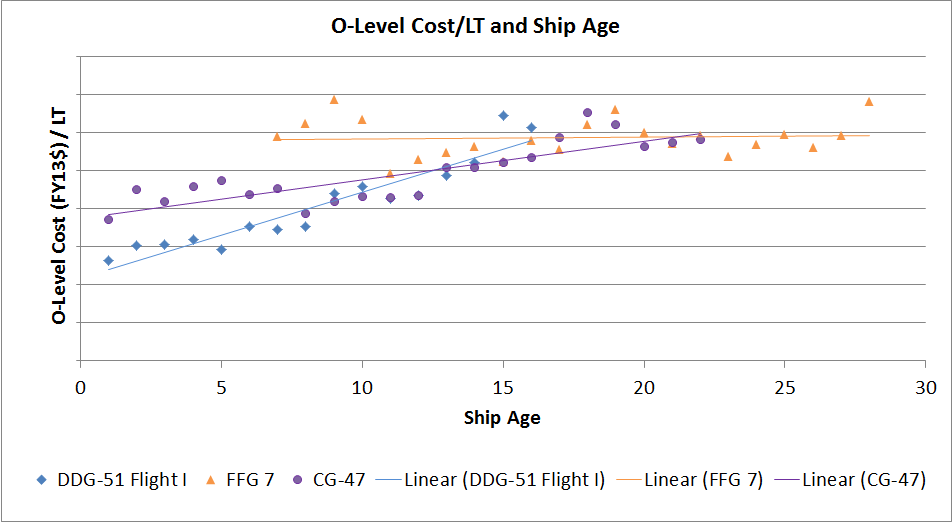 O-Level Cost/LT and Ship Age
O-Level Cost (FY13$) / LT
0 5 10 15 20 25 30
Ship Age
DDG-51 Flight I FFG 7 CG-47 Linear (DDG-51 Flight I) Linear (FFG 7) Linear (CG-47)